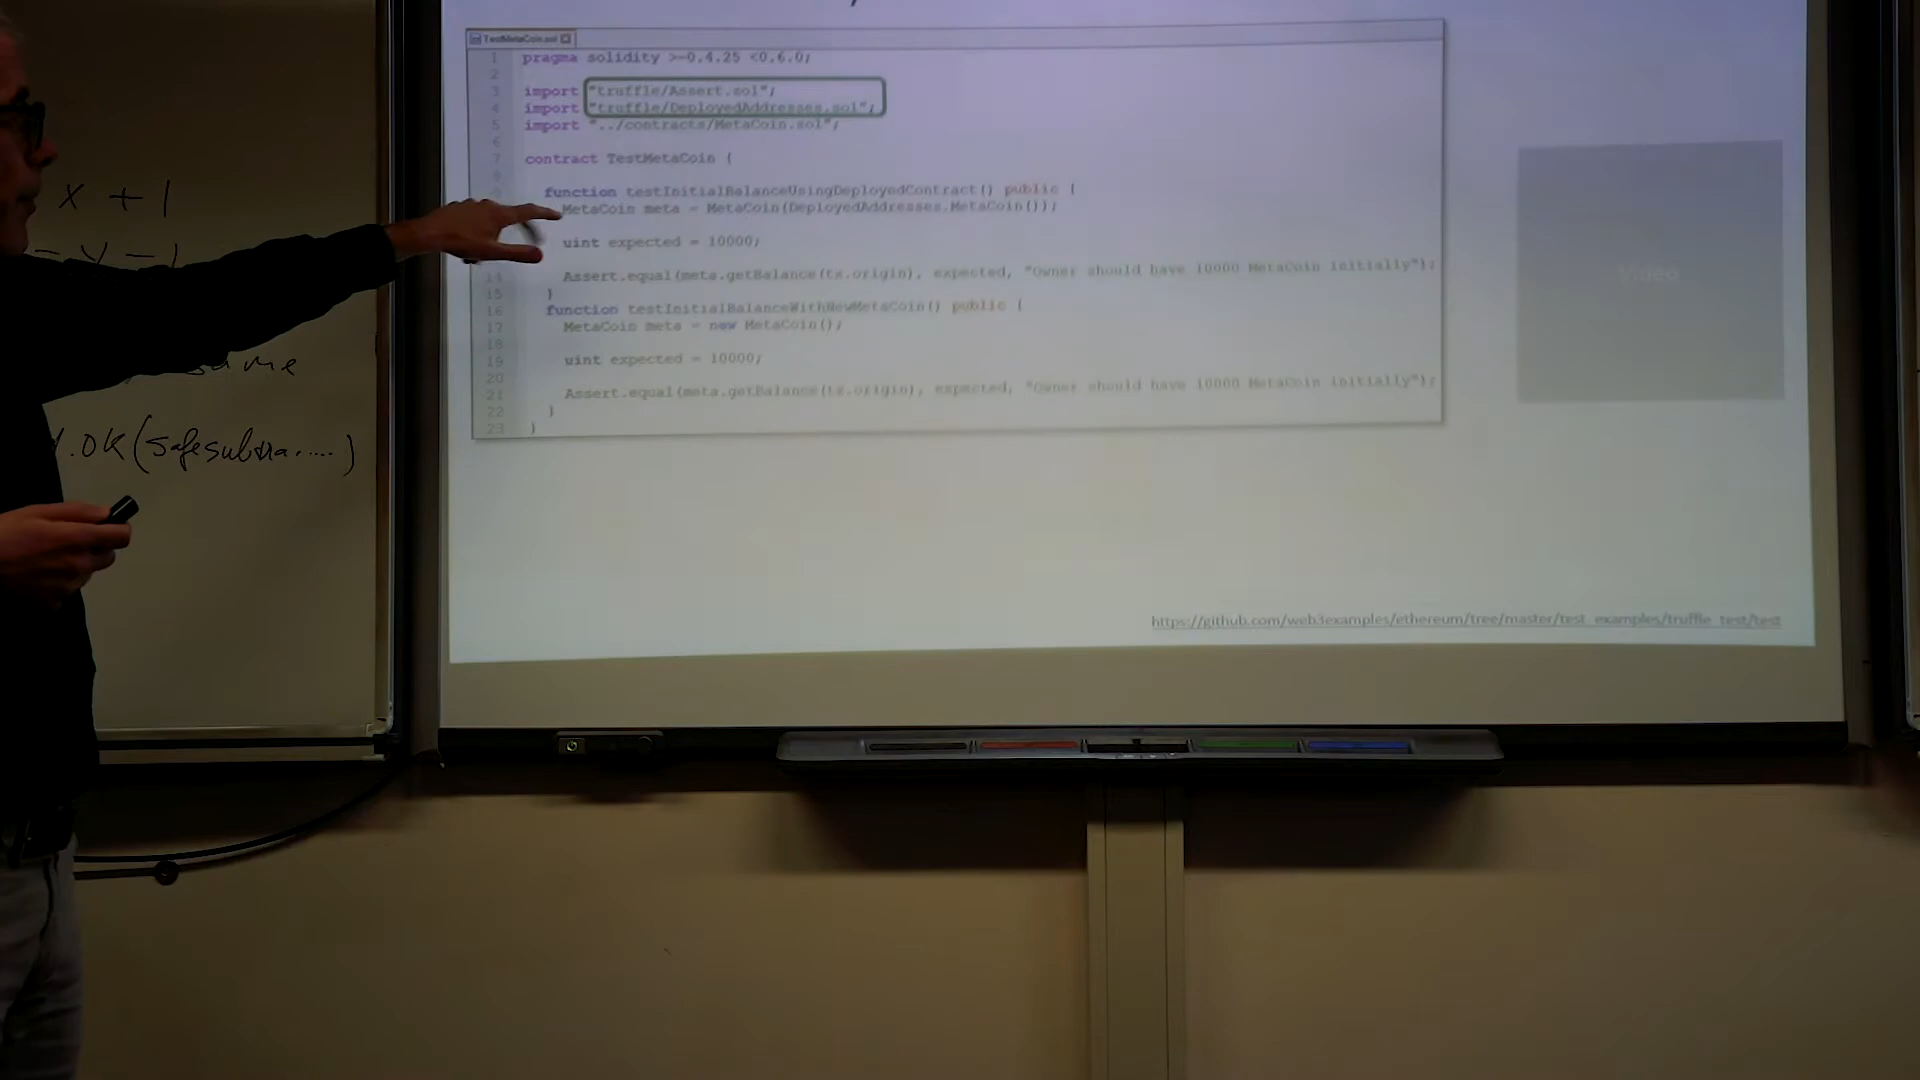 TestMetaCoin.sol
1 pragma solidity >=0.4.25 <0.6.0;
2
3 import "truffle/Assert.sol";
4 import "truffle/DeployedAddresses.sol";
5 import "../contracts/MetaCoin.sol";
6
7 contract TestMetaCoin {
8
9 function testInitialBalanceUsingDeployedContract() public {
MetaCoin meta = MetaCoin(DeployedAddresses.MetaCoin());
uint expected = 10000;
14 Assert.equal(meta.getBalance(tx.origin), expected, "Owner should have 10000 MetaCoin initially");
15 }
16 function testInitialBalanceWithNewMetaCoin() public {
17 MetaCoin meta = new MetaCoin();
18
19 uint expected = 10000;
20
21 Assert.equal(meta.getBalance(tx.origin), expected, "Owner should have 10000 MetaCoin initially");
22 }
23 }
Video
https://github.com/web3examples/ethereum/tree/master/test_examples/truffle_test/test
x + 1
- y - 1
.OK(safesubtra.....)